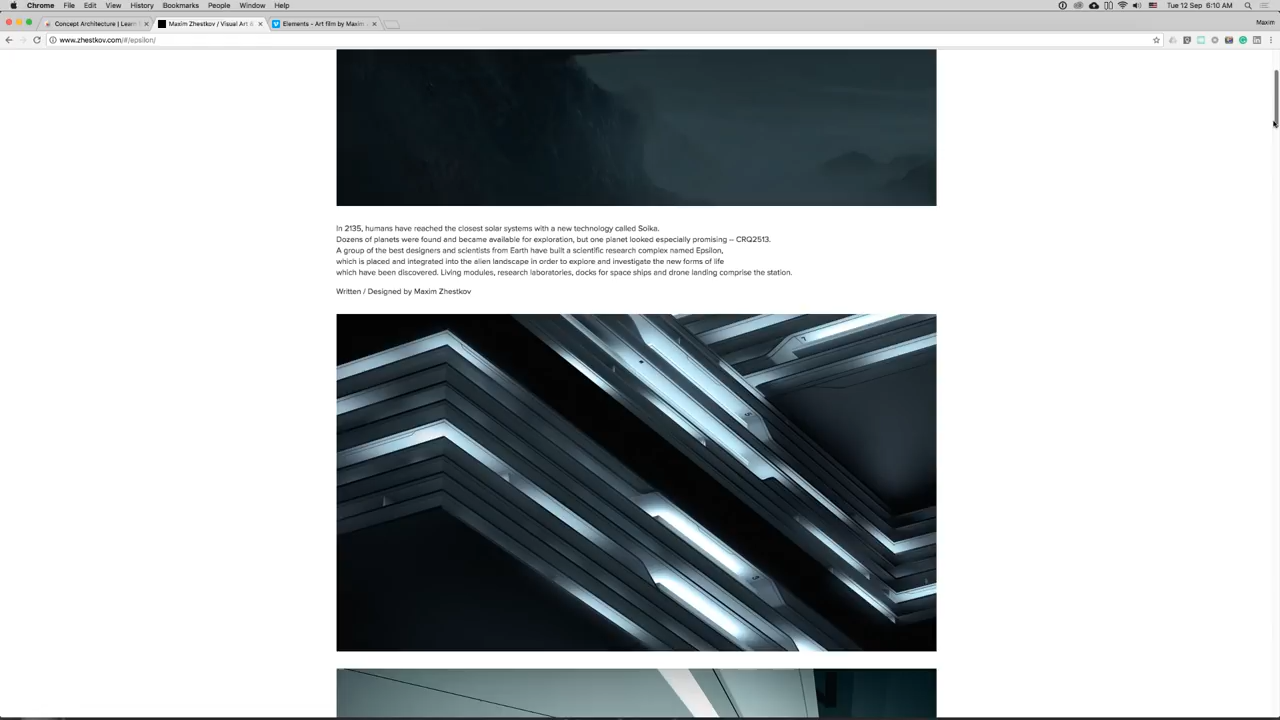 Chrome File Edit View History Bookmarks People Window Help Tue 12 Sep 6:10 AM
Concept Architecture | Learn Maxim Zhestkov / Visual Art & Elements - Art film by Maxim Maxim
www.zhestkov.com/#/epsilon/
In 2135, humans have reached the closest solar systems with a new technology called Soika.
Dozens of planets were found and became available for exploration, but one planet looked especially promising – CRQ2513.
A group of the best designers and scientists from Earth have built a scientific research complex named Epsilon,
which is placed and integrated into the alien landscape in order to explore and investigate the new forms of life
which have been discovered. Living modules, research laboratories, docks for space ships and drone landing comprise the station.
Written / Designed by Maxim Zhestkov